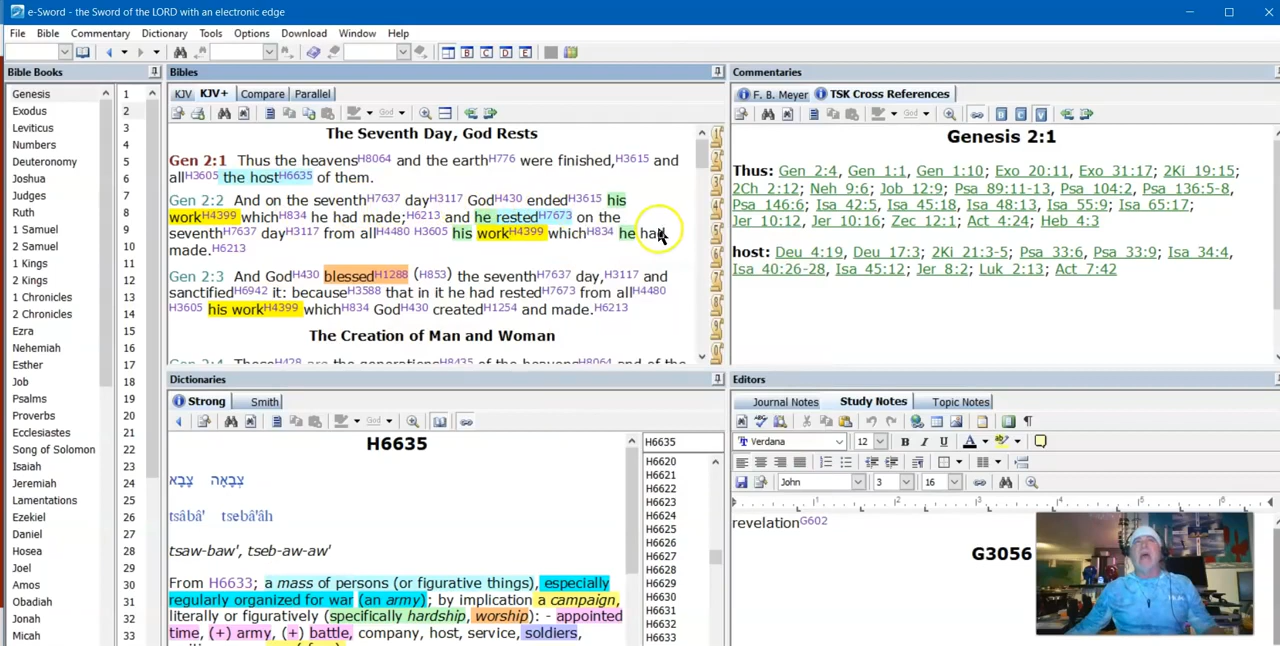 e-Sword - the Sword of the LORD with an electronic edge
File Bible Commentary Dictionary Tools Options Download Window Help
Bible Books
Genesis
Exodus
Leviticus
Numbers
Deuteronomy
Joshua
Judges
Ruth
1 Samuel
2 Samuel
1 Kings
2 Kings
1 Chronicles
2 Chronicles
Ezra
Nehemiah
Esther
Job
Psalms
Proverbs
Ecclesiastes
Song of Solomon
Isaiah
Jeremiah
Lamentations
Ezekiel
Daniel
Hosea
Joel
Amos
Obadiah
Jonah
Micah
1
2
3
4
5
6
7
8
9
10
11
12
13
14
15
16
17
18
19
20
21
22
23
24
25
26
27
28
29
30
31
32
33
Bibles
KJV KJV+ Compare Parallel
The Seventh Day, God Rests
Gen 2:1 Thus the heavensH8064 and the earthH776 were finished,H3615 and
allH3605 the hostH6635 of them.
Gen 2:2 And on the seventhH7637 dayH3117 GodH430 endedH3615 his
workH4399 whichH834 he had made;H6213 and he restedH7673 on the
seventhH7637 dayH3117 from allH4480 H3605 his workH4399 whichH834 he had
made.H6213
Gen 2:3 And GodH430 blessedH1288 (H853) the seventhH7637 day,H3117 and
sanctifiedH6942 it: becauseH3588 that in it he had restedH7673 from allH4480
H3605 his workH4399 whichH834 GodH430 createdH1254 and made.H6213
The Creation of Man and Woman
Gen 2:4 TheseH428 are the generationsH8435 of the heavensH8064 and of the
Commentaries
F. B. Meyer TSK Cross References
Genesis 2:1
Thus: Gen 2:4, Gen 1:1, Gen 1:10; Exo 20:11, Exo 31:17; 2Ki 19:15;
2Ch 2:12; Neh 9:6; Job 12:9; Psa 89:11-13, Psa 104:2, Psa 136:5-8,
Psa 146:6; Isa 42:5, Isa 45:18, Isa 48:13, Isa 55:9, Isa 65:17;
Jer 10:12, Jer 10:16; Zec 12:1; Act 4:24; Heb 4:3
host: Deu 4:19, Deu 17:3; 2Ki 21:3-5; Psa 33:6, Psa 33:9; Isa 34:4,
Isa 40:26-28, Isa 45:12; Jer 8:2; Luk 2:13; Act 7:42
Dictionaries
Strong Smith
H6635
צָבָא צְבָאָה
tsâbâ' tsebâ'âh
tsaw-baw', tseb-aw-aw'
From H6633; a mass of persons (or figurative things), especially
regularly organized for war (an army); by implication a campaign,
literally or figuratively (specifically hardship, worship): - appointed
time, (+) army, (+) battle, company, host, service, soldiers,
H6635
H6620
H6621
H6622
H6623
H6624
H6625
H6626
H6627
H6628
H6629
H6630
H6631
H6632
H6633
Editors
Journal Notes Study Notes Topic Notes
Verdana 12 B I U A
John 3 16
1 2 3 4 5 6
revelationG602
G3056